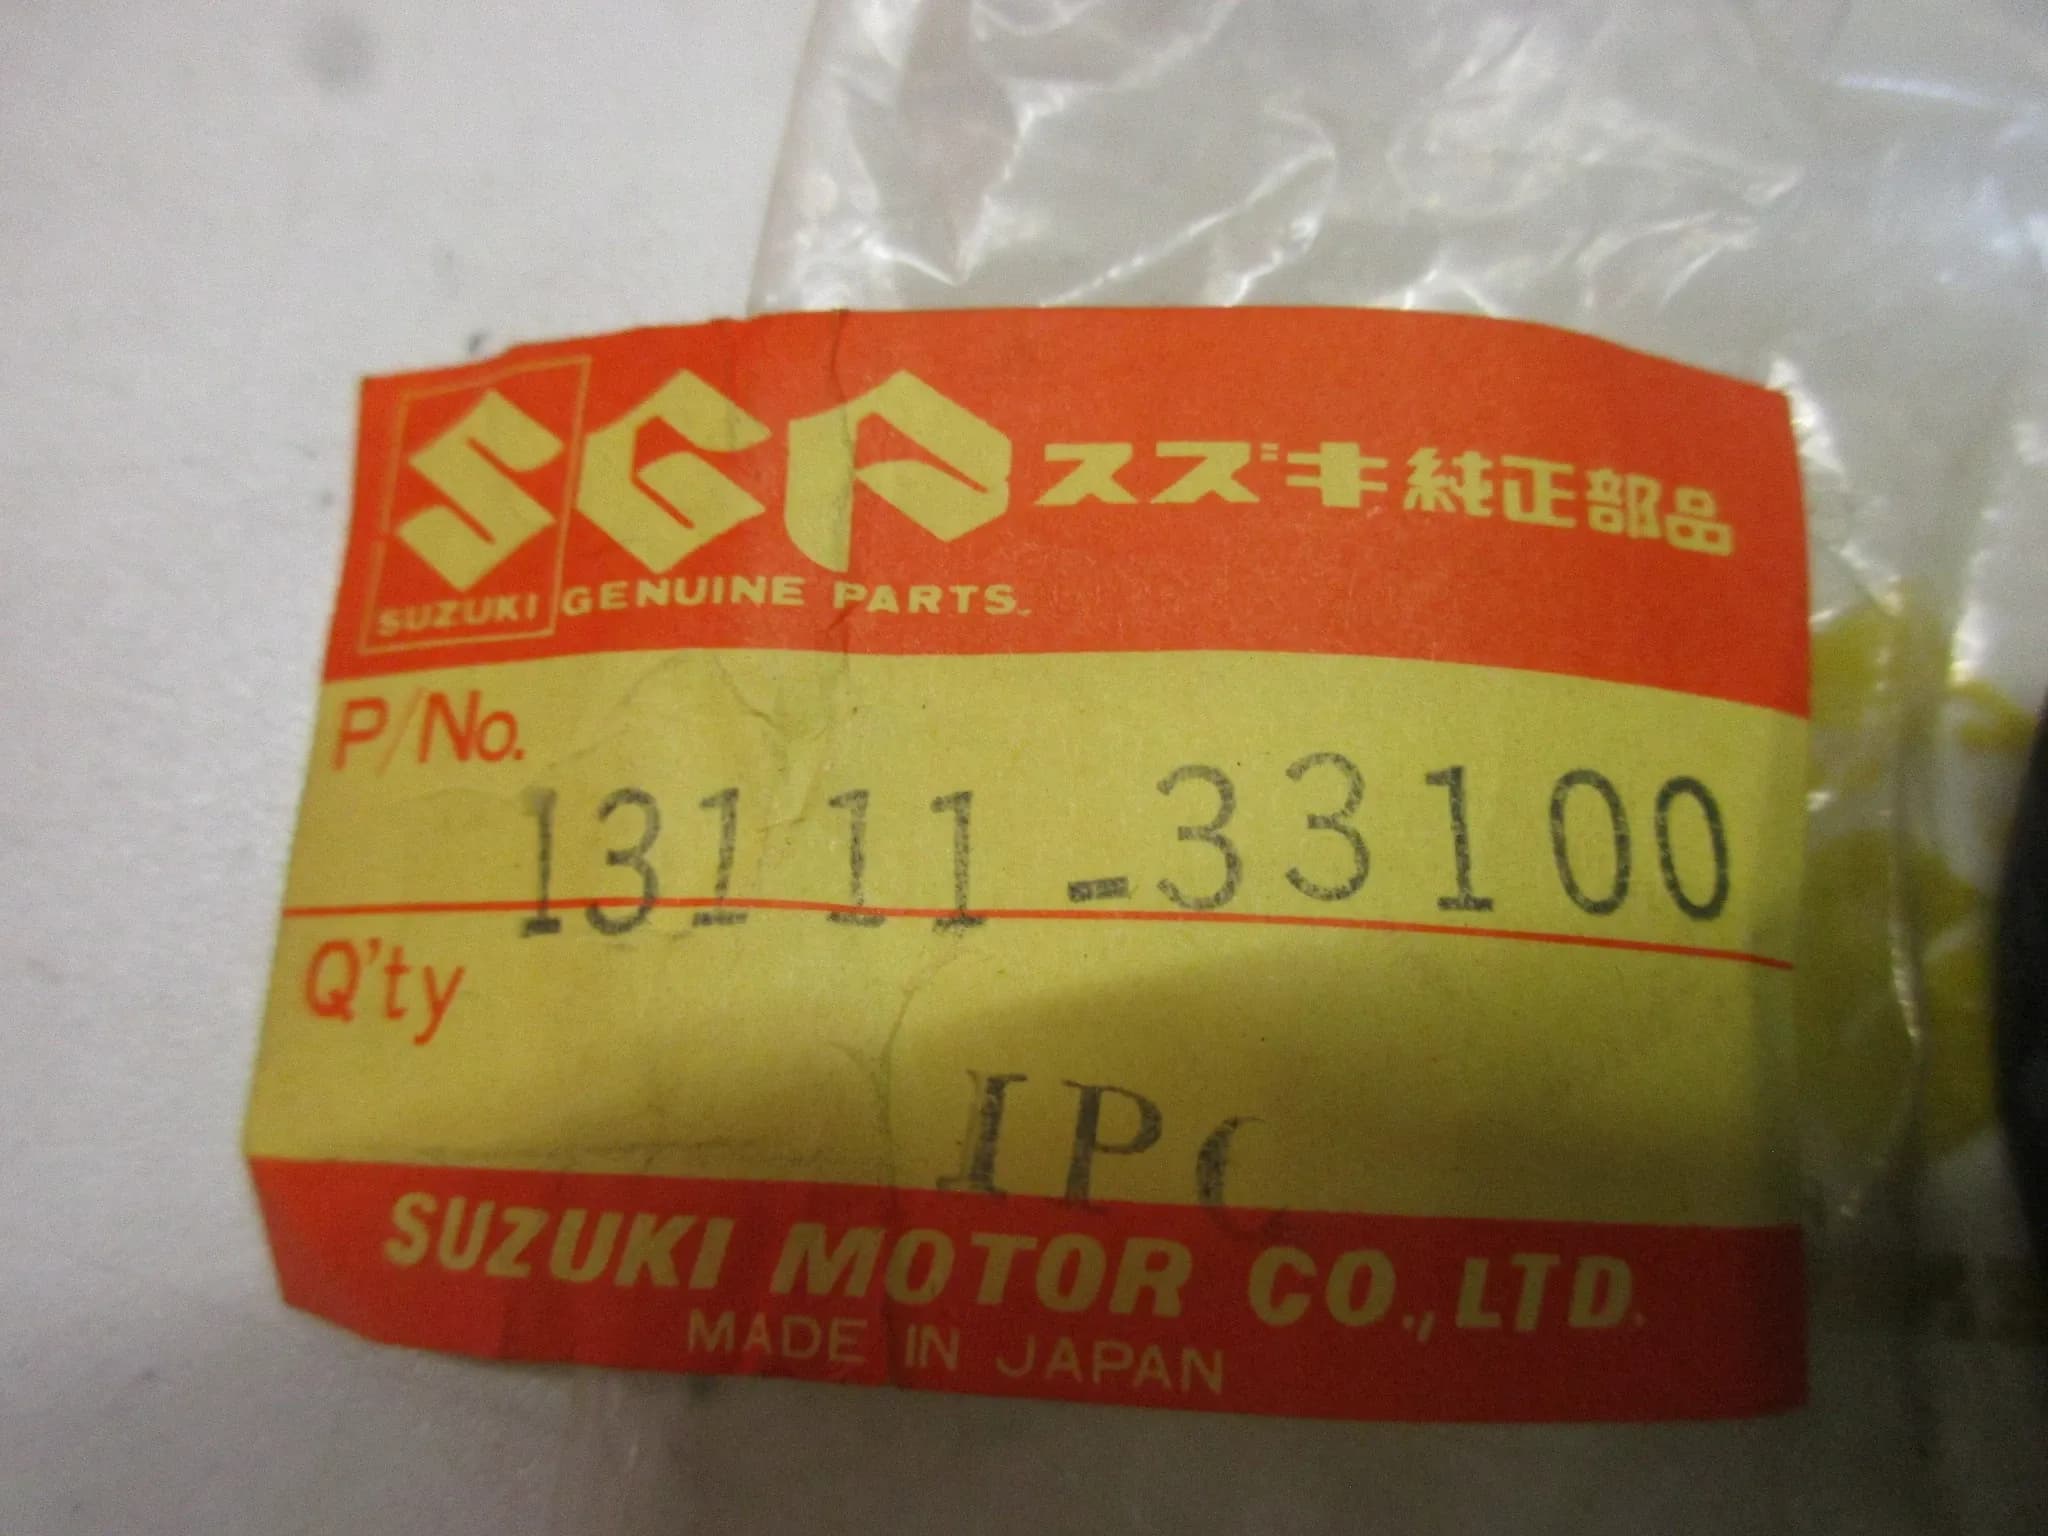 SGP スズキ純正部品
SUZUKI GENUINE PARTS
P/No.
13111-33100
Q'ty
1PC
SUZUKI MOTOR CO., LTD.
MADE IN JAPAN